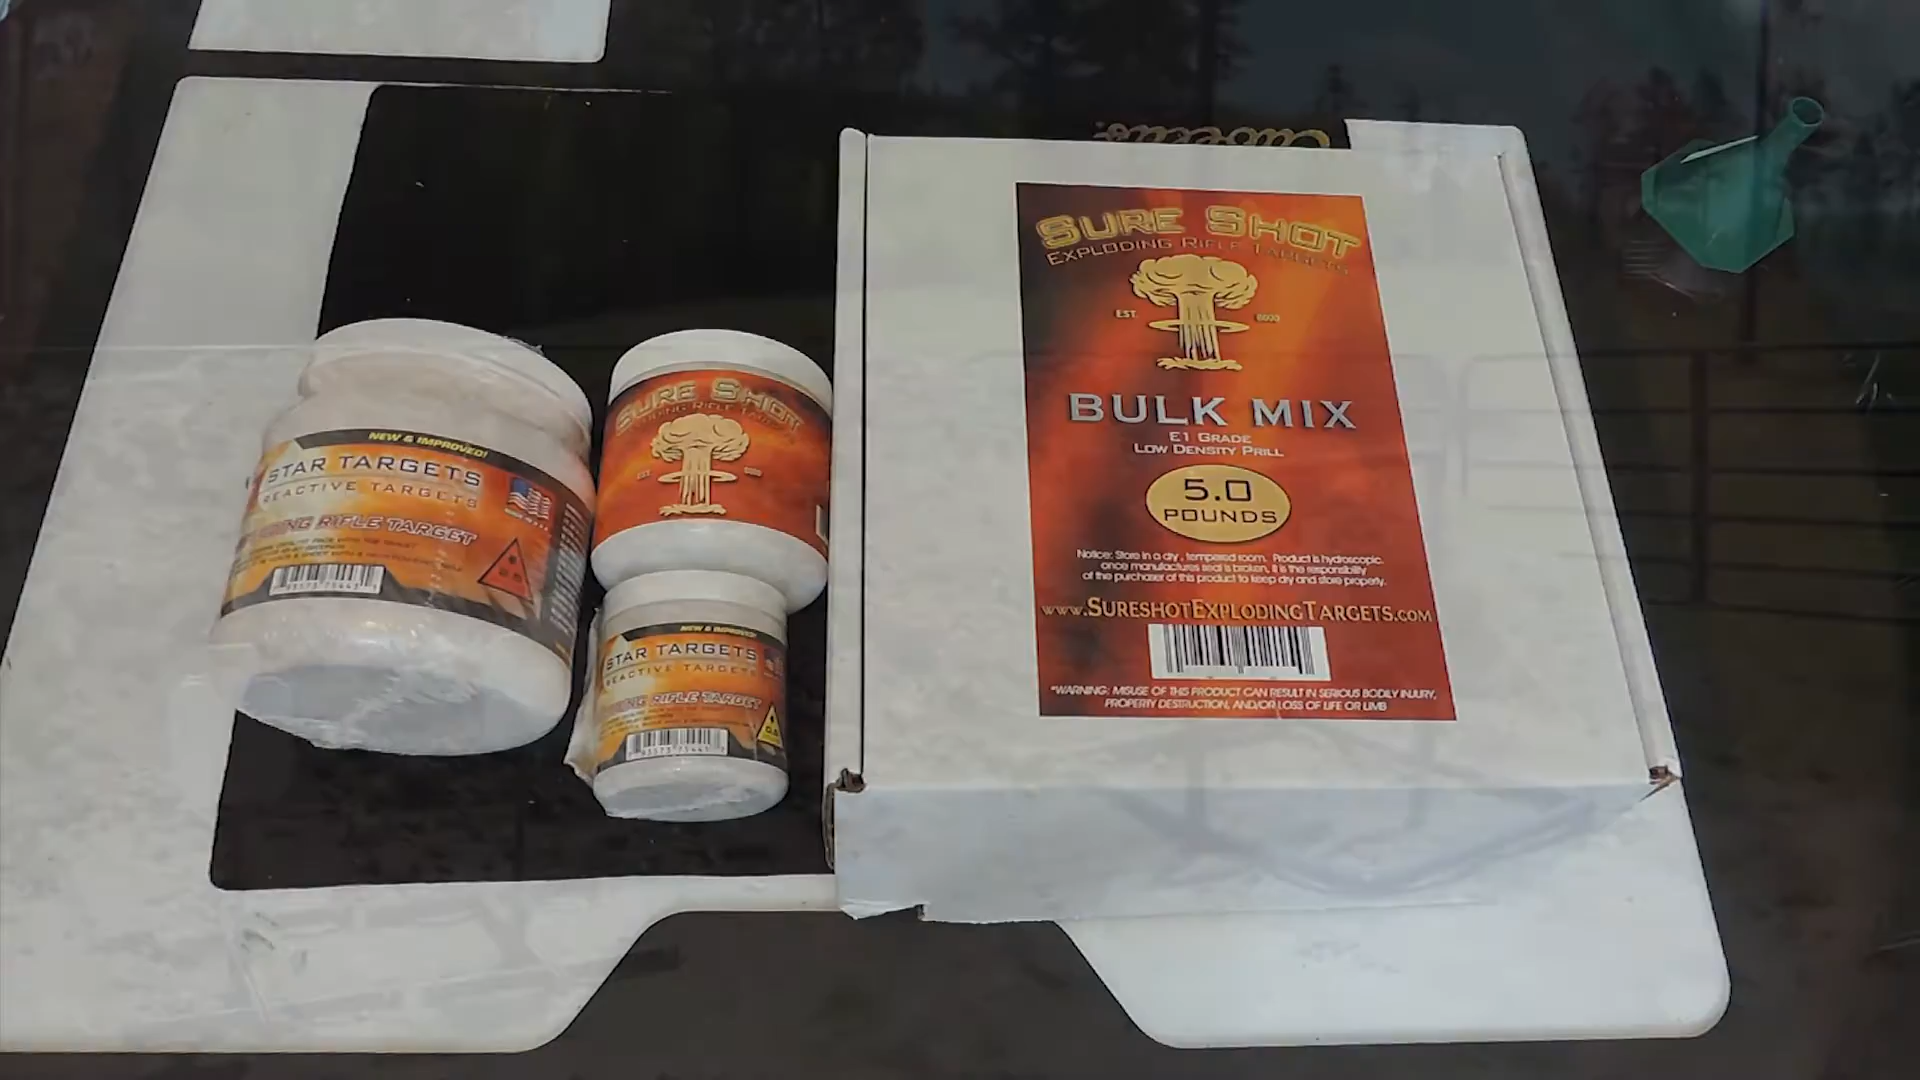 SURE SHOT
EXPLODING RIFLE TARGETS
EST.
BULK MIX
E1 GRADE
LOW DENSITY PRILL
5.0
POUNDS
Notice: Store in a dry, tempered room. Product is hydroscopic.
once manufactures seal is broken, it is the responsibility
of the purchaser of this product to keep dry and store properly.
www.SURESHOTEXPLODINGTARGETS.COM
*WARNING: MISUSE OF THIS PRODUCT CAN RESULT IN SERIOUS BODILY INJURY,
PROPERTY DESTRUCTION, AND/OR LOSS OF LIFE OR LIMB
SURE SHOT
EXPLODING RIFLE TARGETS
EST.
NEW & IMPROVED!
STAR TARGETS
REACTIVE TARGETS
RIFLE TARGET
NEW & IMPROVED!
STAR TARGETS
REACTIVE TARGETS
RIFLE TARGET